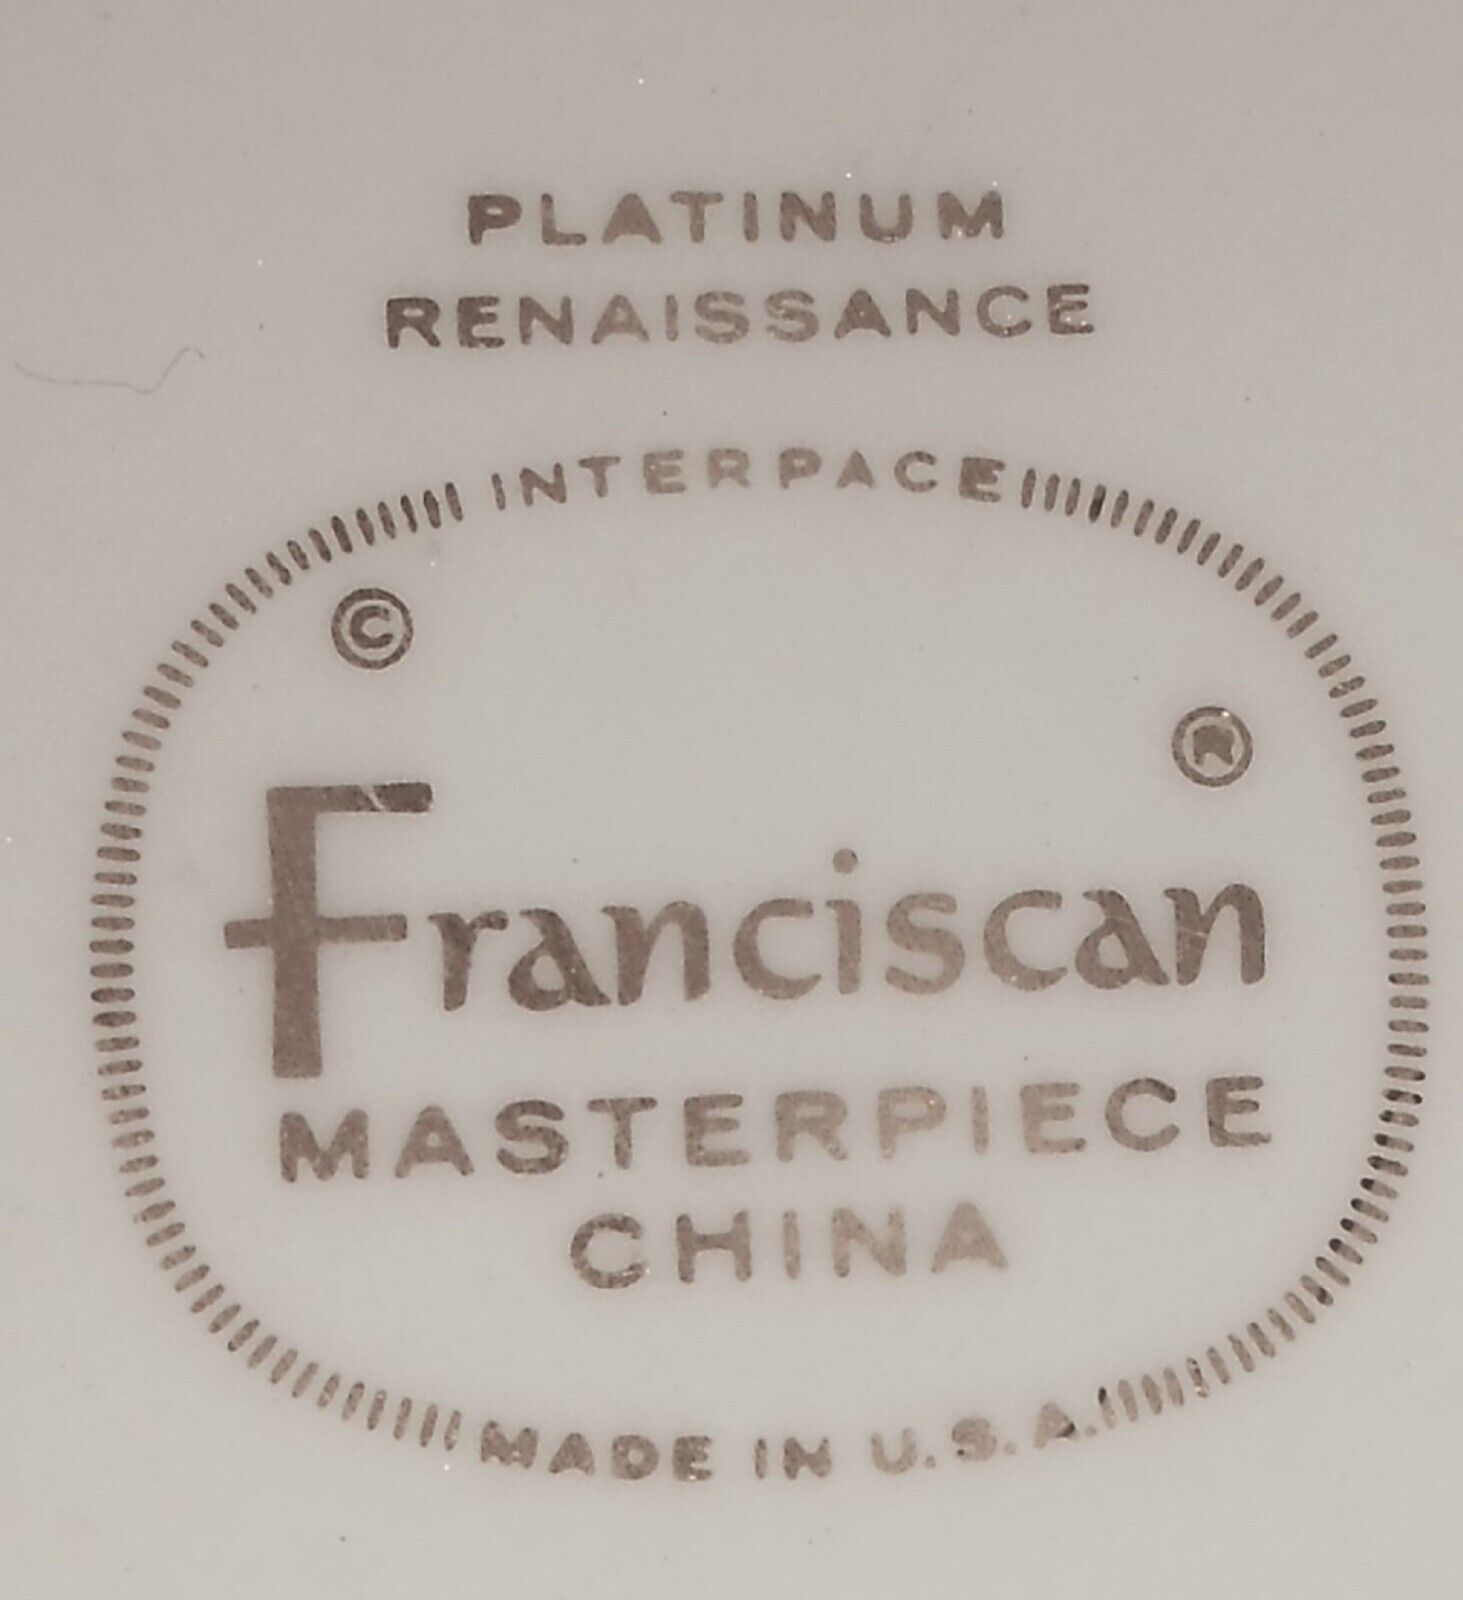 PLATINUM
RENAISSANCE
INTERPACE
©
®
Franciscan
MASTERPIECE
CHINA
MADE IN U.S.A.